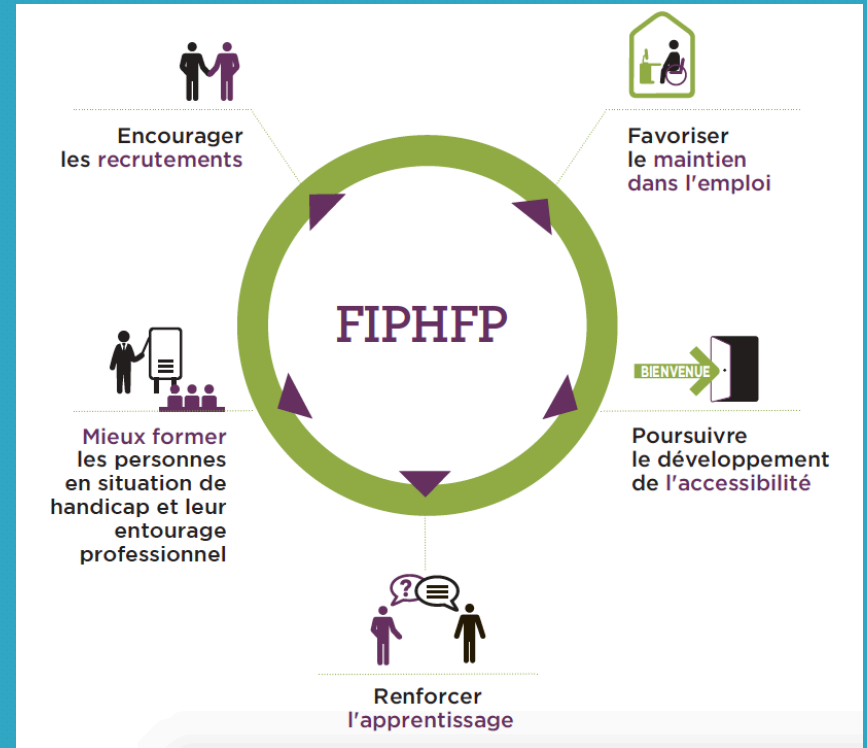 Encourager
les recrutements
Favoriser
le maintien
dans l'emploi
FIPHFP
BIENVENUE
Mieux former
les personnes
en situation de
handicap et leur
entourage
professionnel
Poursuivre
le développement
de l'accessibilité
?
Renforcer
l'apprentissage